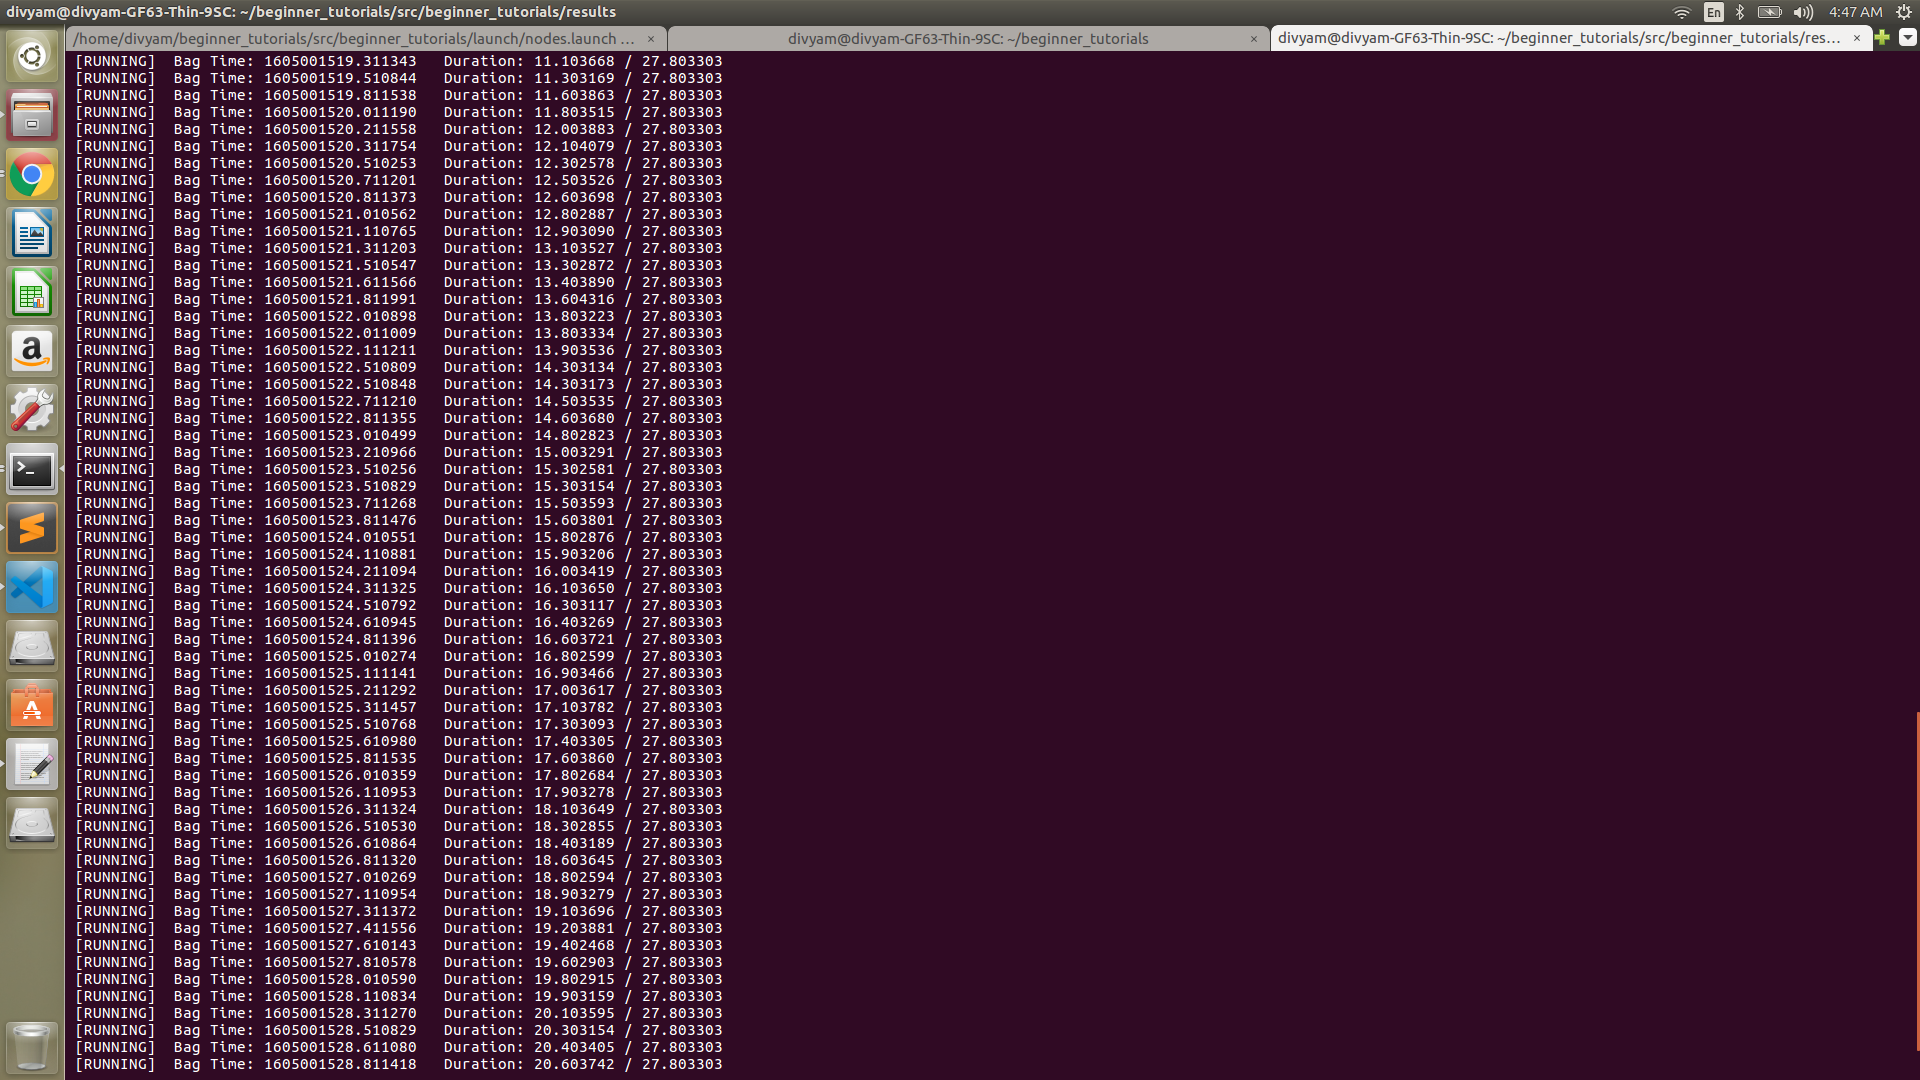 divyam@divyam-GF63-Thin-9SC: ~/beginner_tutorials/src/beginner_tutorials/results
En
4:47 AM
/home/divyam/beginner_tutorials/src/beginner_tutorials/launch/nodes.launch ... ×
divyam@divyam-GF63-Thin-9SC: ~/beginner_tutorials ×
divyam@divyam-GF63-Thin-9SC: ~/beginner_tutorials/src/beginner_tutorials/res... ×
[RUNNING]  Bag Time: 1605001519.311343   Duration: 11.103668 / 27.803303
[RUNNING]  Bag Time: 1605001519.510844   Duration: 11.303169 / 27.803303
[RUNNING]  Bag Time: 1605001519.811538   Duration: 11.603863 / 27.803303
[RUNNING]  Bag Time: 1605001520.011190   Duration: 11.803515 / 27.803303
[RUNNING]  Bag Time: 1605001520.211558   Duration: 12.003883 / 27.803303
[RUNNING]  Bag Time: 1605001520.311754   Duration: 12.104079 / 27.803303
[RUNNING]  Bag Time: 1605001520.510253   Duration: 12.302578 / 27.803303
[RUNNING]  Bag Time: 1605001520.711201   Duration: 12.503526 / 27.803303
[RUNNING]  Bag Time: 1605001520.811373   Duration: 12.603698 / 27.803303
[RUNNING]  Bag Time: 1605001521.010562   Duration: 12.802887 / 27.803303
[RUNNING]  Bag Time: 1605001521.110765   Duration: 12.903090 / 27.803303
[RUNNING]  Bag Time: 1605001521.311203   Duration: 13.103527 / 27.803303
[RUNNING]  Bag Time: 1605001521.510547   Duration: 13.302872 / 27.803303
[RUNNING]  Bag Time: 1605001521.611566   Duration: 13.403890 / 27.803303
[RUNNING]  Bag Time: 1605001521.811991   Duration: 13.604316 / 27.803303
[RUNNING]  Bag Time: 1605001522.010898   Duration: 13.803223 / 27.803303
[RUNNING]  Bag Time: 1605001522.011009   Duration: 13.803334 / 27.803303
[RUNNING]  Bag Time: 1605001522.111211   Duration: 13.903536 / 27.803303
[RUNNING]  Bag Time: 1605001522.510809   Duration: 14.303134 / 27.803303
[RUNNING]  Bag Time: 1605001522.510848   Duration: 14.303173 / 27.803303
[RUNNING]  Bag Time: 1605001522.711210   Duration: 14.503535 / 27.803303
[RUNNING]  Bag Time: 1605001522.811355   Duration: 14.603680 / 27.803303
[RUNNING]  Bag Time: 1605001523.010499   Duration: 14.802823 / 27.803303
[RUNNING]  Bag Time: 1605001523.210966   Duration: 15.003291 / 27.803303
[RUNNING]  Bag Time: 1605001523.510256   Duration: 15.302581 / 27.803303
[RUNNING]  Bag Time: 1605001523.510829   Duration: 15.303154 / 27.803303
[RUNNING]  Bag Time: 1605001523.711268   Duration: 15.503593 / 27.803303
[RUNNING]  Bag Time: 1605001523.811476   Duration: 15.603801 / 27.803303
[RUNNING]  Bag Time: 1605001524.010551   Duration: 15.802876 / 27.803303
[RUNNING]  Bag Time: 1605001524.110881   Duration: 15.903206 / 27.803303
[RUNNING]  Bag Time: 1605001524.211094   Duration: 16.003419 / 27.803303
[RUNNING]  Bag Time: 1605001524.311325   Duration: 16.103650 / 27.803303
[RUNNING]  Bag Time: 1605001524.510792   Duration: 16.303117 / 27.803303
[RUNNING]  Bag Time: 1605001524.610945   Duration: 16.403269 / 27.803303
[RUNNING]  Bag Time: 1605001524.811396   Duration: 16.603721 / 27.803303
[RUNNING]  Bag Time: 1605001525.010274   Duration: 16.802599 / 27.803303
[RUNNING]  Bag Time: 1605001525.111141   Duration: 16.903466 / 27.803303
[RUNNING]  Bag Time: 1605001525.211292   Duration: 17.003617 / 27.803303
[RUNNING]  Bag Time: 1605001525.311457   Duration: 17.103782 / 27.803303
[RUNNING]  Bag Time: 1605001525.510768   Duration: 17.303093 / 27.803303
[RUNNING]  Bag Time: 1605001525.610980   Duration: 17.403305 / 27.803303
[RUNNING]  Bag Time: 1605001525.811535   Duration: 17.603860 / 27.803303
[RUNNING]  Bag Time: 1605001526.010359   Duration: 17.802684 / 27.803303
[RUNNING]  Bag Time: 1605001526.110953   Duration: 17.903278 / 27.803303
[RUNNING]  Bag Time: 1605001526.311324   Duration: 18.103649 / 27.803303
[RUNNING]  Bag Time: 1605001526.510530   Duration: 18.302855 / 27.803303
[RUNNING]  Bag Time: 1605001526.610864   Duration: 18.403189 / 27.803303
[RUNNING]  Bag Time: 1605001526.811320   Duration: 18.603645 / 27.803303
[RUNNING]  Bag Time: 1605001527.010269   Duration: 18.802594 / 27.803303
[RUNNING]  Bag Time: 1605001527.110954   Duration: 18.903279 / 27.803303
[RUNNING]  Bag Time: 1605001527.311372   Duration: 19.103696 / 27.803303
[RUNNING]  Bag Time: 1605001527.411556   Duration: 19.203881 / 27.803303
[RUNNING]  Bag Time: 1605001527.610143   Duration: 19.402468 / 27.803303
[RUNNING]  Bag Time: 1605001527.810578   Duration: 19.602903 / 27.803303
[RUNNING]  Bag Time: 1605001528.010590   Duration: 19.802915 / 27.803303
[RUNNING]  Bag Time: 1605001528.110834   Duration: 19.903159 / 27.803303
[RUNNING]  Bag Time: 1605001528.311270   Duration: 20.103595 / 27.803303
[RUNNING]  Bag Time: 1605001528.510829   Duration: 20.303154 / 27.803303
[RUNNING]  Bag Time: 1605001528.611080   Duration: 20.403405 / 27.803303
[RUNNING]  Bag Time: 1605001528.811418   Duration: 20.603742 / 27.803303